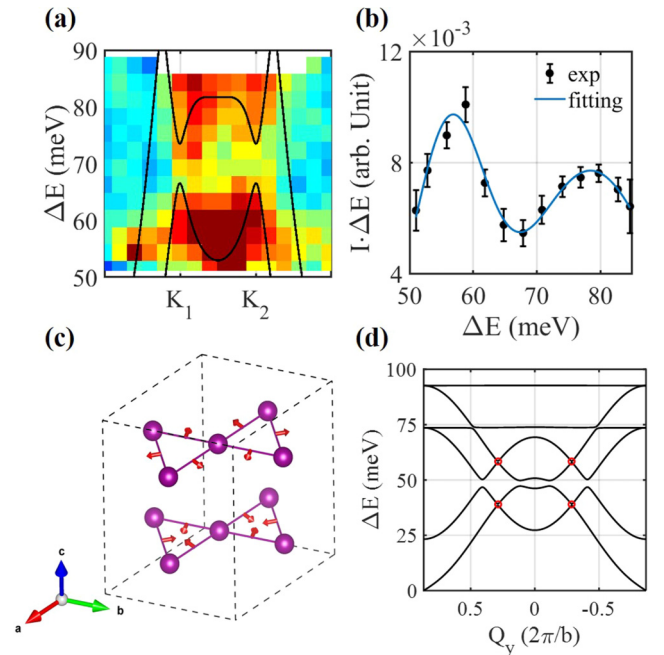 (a)
90
80
70
60
50
ΔE (meV)
K₁ K₂
(b)
×10⁻³
12
8
4
I·ΔE (arb. Unit)
exp
fitting
50 60 70 80
ΔE (meV)
(c)
c
a
b
(d)
100
75
50
25
0
ΔE (meV)
0.5 0 -0.5
Q_y (2π/b)